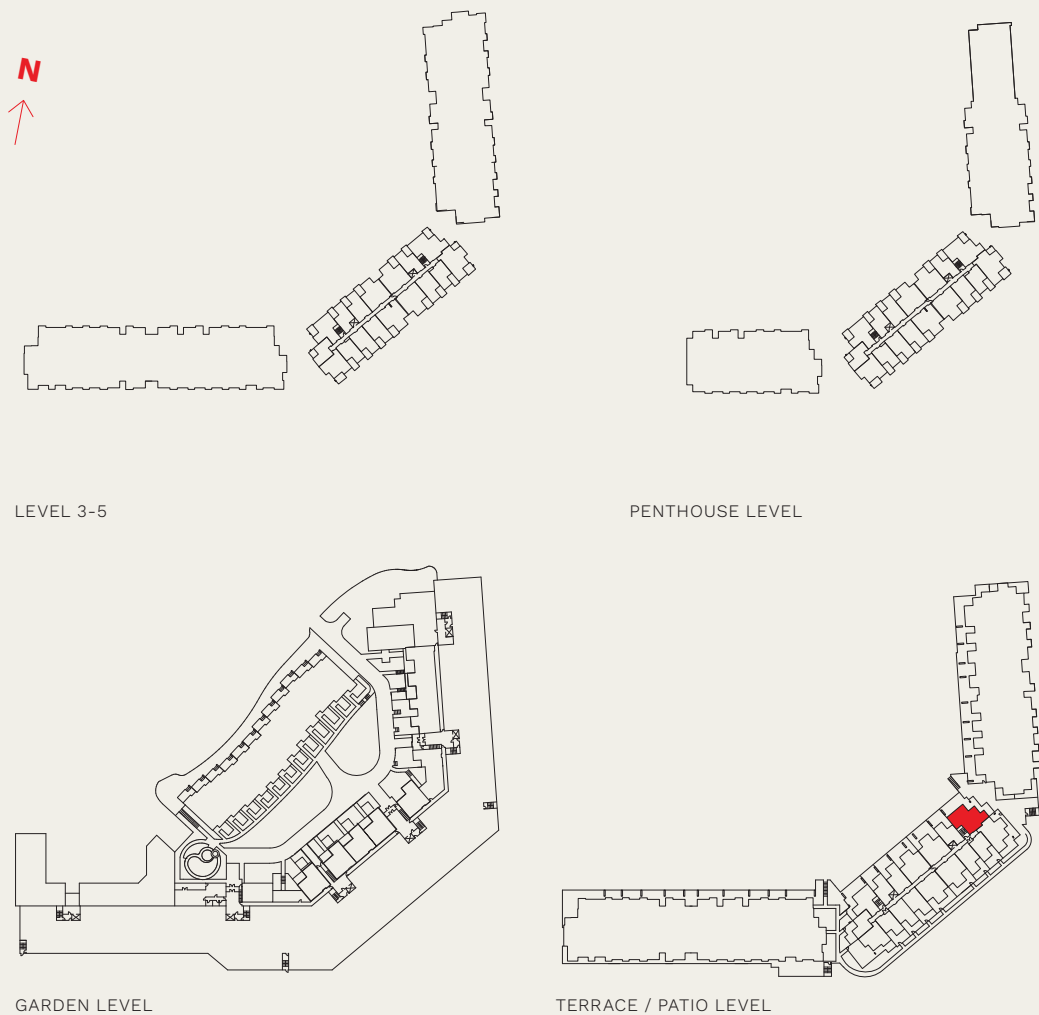 N
LEVEL 3-5
PENTHOUSE LEVEL
GARDEN LEVEL
TERRACE / PATIO LEVEL